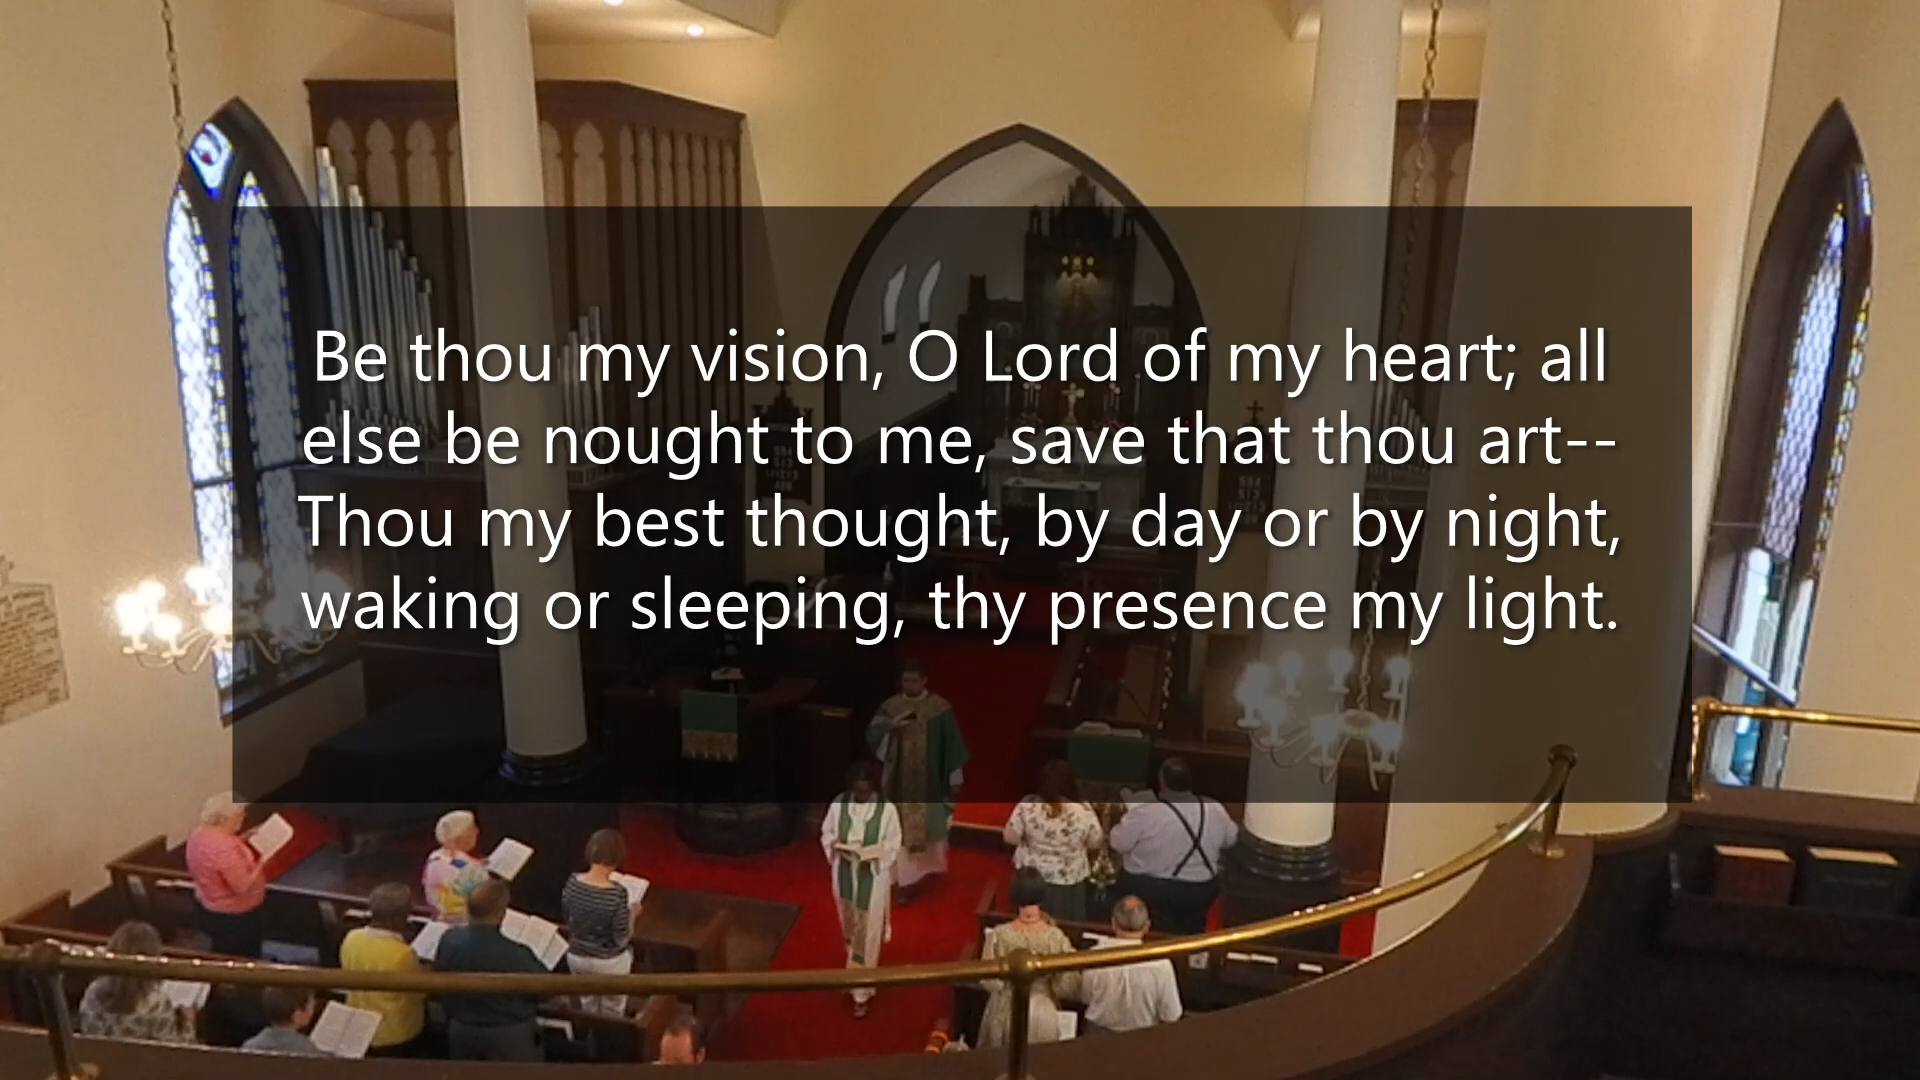 Be thou my vision, O Lord of my heart; all
else be nought to me, save that thou art--
Thou my best thought, by day or by night,
waking or sleeping, thy presence my light.